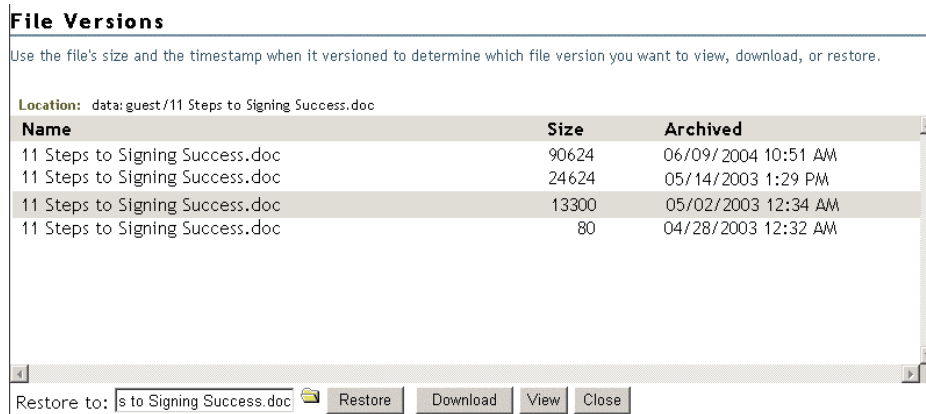 File Versions
Use the file's size and the timestamp when it versioned to determine which file version you want to view, download, or restore.
Location: data:guest/11 Steps to Signing Success.doc
Name Size Archived
11 Steps to Signing Success.doc 90624 06/09/2004 10:51 AM
11 Steps to Signing Success.doc 24624 05/14/2003 1:29 PM
11 Steps to Signing Success.doc 13300 05/02/2003 12:34 AM
11 Steps to Signing Success.doc 80 04/28/2003 12:32 AM
Restore to: s to Signing Success.doc Restore Download View Close